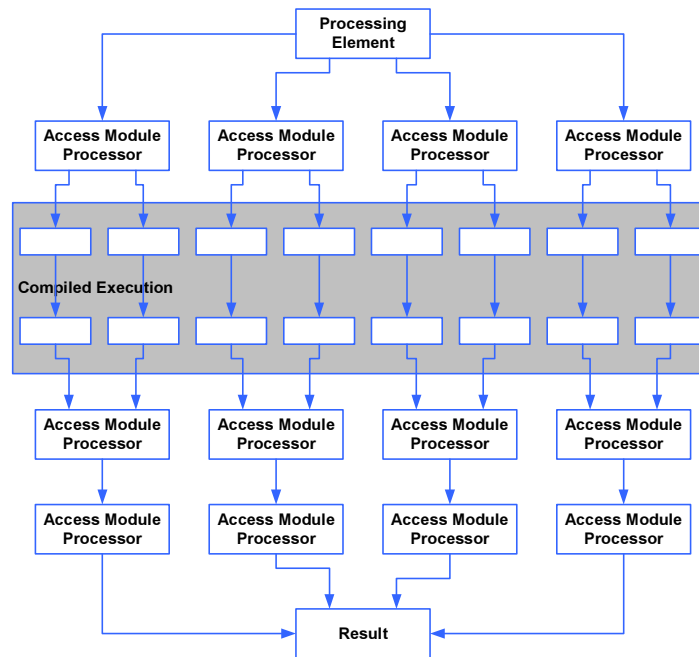 Processing
Element
Access Module
Processor
Access Module
Processor
Access Module
Processor
Access Module
Processor
Compiled Execution
Access Module
Processor
Access Module
Processor
Access Module
Processor
Access Module
Processor
Access Module
Processor
Access Module
Processor
Access Module
Processor
Access Module
Processor
Result